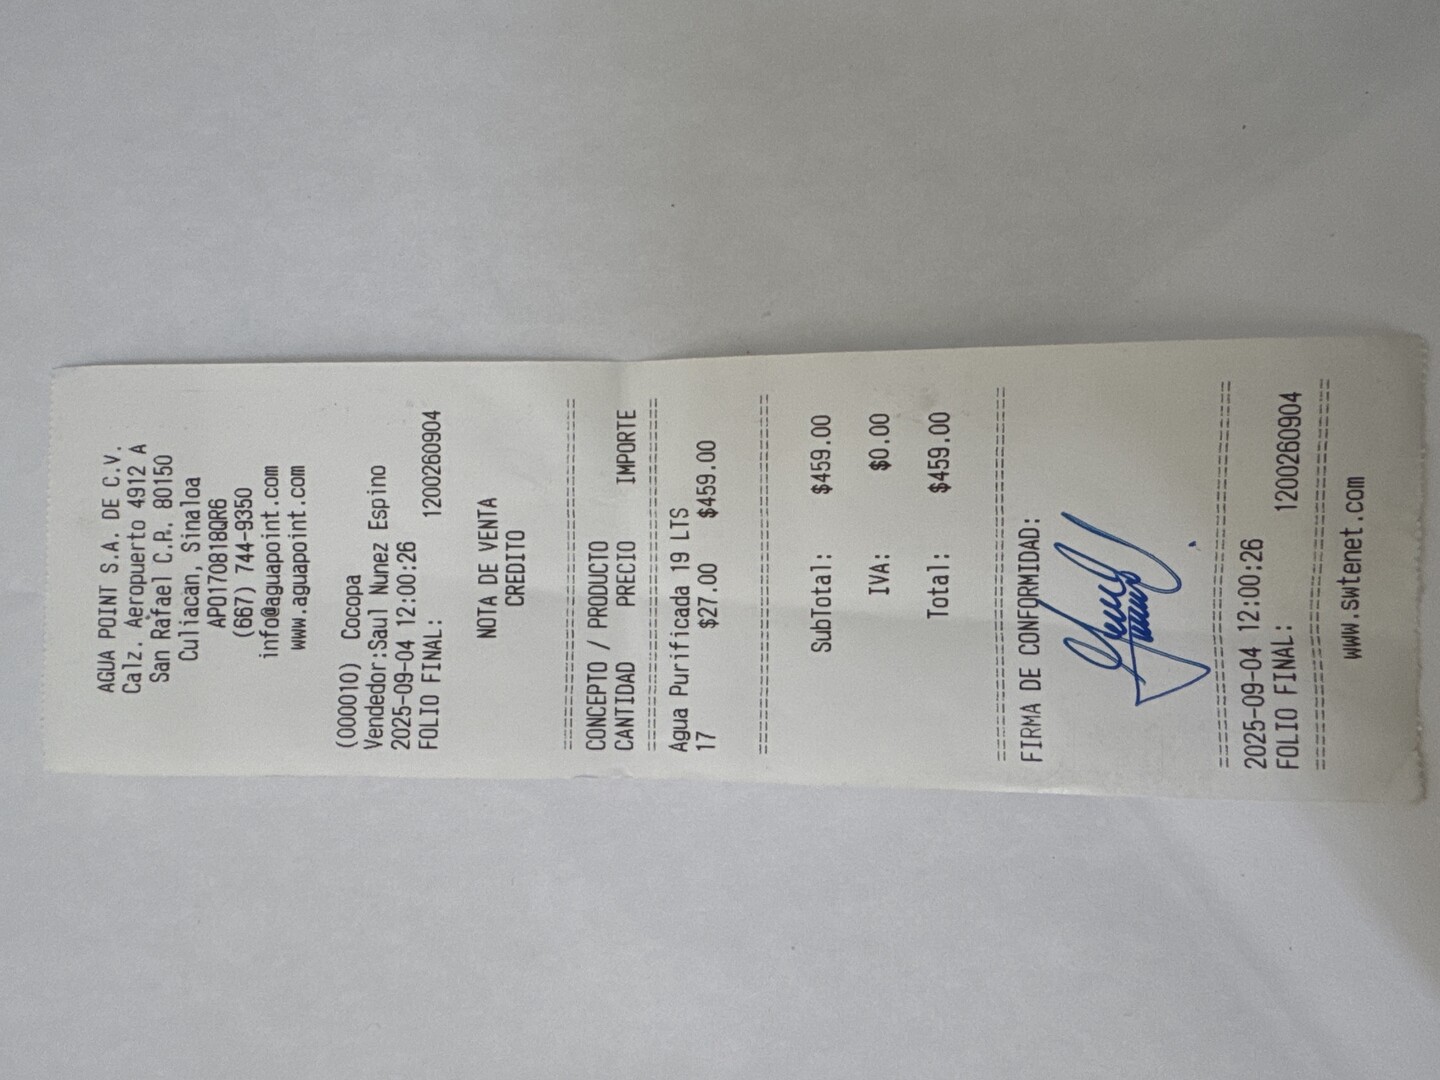 AGUA POINT S.A. DE C.V.
Calz. Aeropuerto 4912 A
San Rafael C.P. 80150
Culiacan, Sinaloa
APO170818QR6
(667) 744-9350
info@aguapoint.com
www.aguapoint.com
(000010) Cocopa
Vendedor:Saul Nunez Espino
2025-09-04 12:00:26
FOLIO FINAL: 1200260904
NOTA DE VENTA
CREDITO
================================
CONCEPTO / PRODUCTO
CANTIDAD PRECIO IMPORTE
================================
Agua Purificada 19 LTS
17 $27.00 $459.00
================================
SubTotal: $459.00
IVA: $0.00
Total: $459.00
================================
FIRMA DE CONFORMIDAD:
================================
2025-09-04 12:00:26
FOLIO FINAL: 1200260904
================================
www.swtenet.com